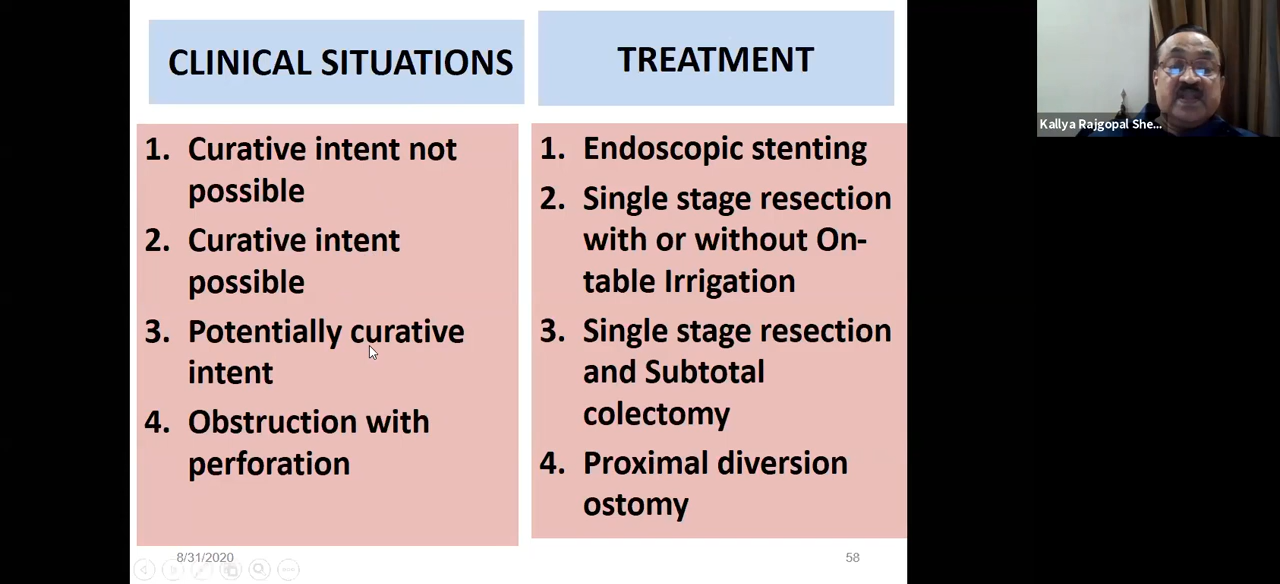 CLINICAL SITUATIONS
TREATMENT
1. Curative intent not
possible
2. Curative intent
possible
3. Potentially curative
intent
4. Obstruction with
perforation
1. Endoscopic stenting
2. Single stage resection
with or without On-
table Irrigation
3. Single stage resection
and Subtotal
colectomy
4. Proximal diversion
ostomy
8/31/2020
58
Kallya Rajgopal She...